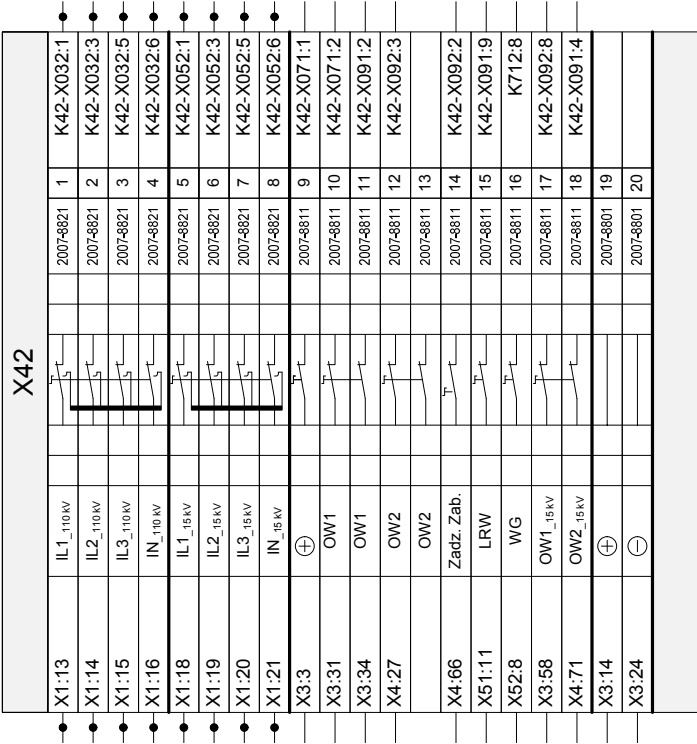 X42
X1:13 IL1_110 kV 2007-8821 1 K42-X032:1
X1:14 IL2_110 kV 2007-8821 2 K42-X032:3
X1:15 IL3_110 kV 2007-8821 3 K42-X032:5
X1:16 IN_110 kV 2007-8821 4 K42-X032:6
X1:18 IL1_15 kV 2007-8821 5 K42-X052:1
X1:19 IL2_15 kV 2007-8821 6 K42-X052:3
X1:20 IL3_15 kV 2007-8821 7 K42-X052:5
X1:21 IN_15 kV 2007-8821 8 K42-X052:6
X3:3 + 2007-8811 9 K42-X071:1
X3:31 OW1 2007-8811 10 K42-X071:2
X3:34 OW1 2007-8811 11 K42-X091:2
X4:27 OW2 2007-8811 12 K42-X092:3
OW2 2007-8811 13
X4:66 Zadz. Zab. 2007-8811 14 K42-X092:2
X51:11 LRW 2007-8811 15 K42-X091:9
X52:8 WG 2007-8811 16 K712:8
X3:58 OW1_15 kV 2007-8811 17 K42-X092:8
X4:71 OW2_15 kV 2007-8811 18 K42-X091:4
X3:14 + 2007-8801 19
X3:24 − 2007-8801 20